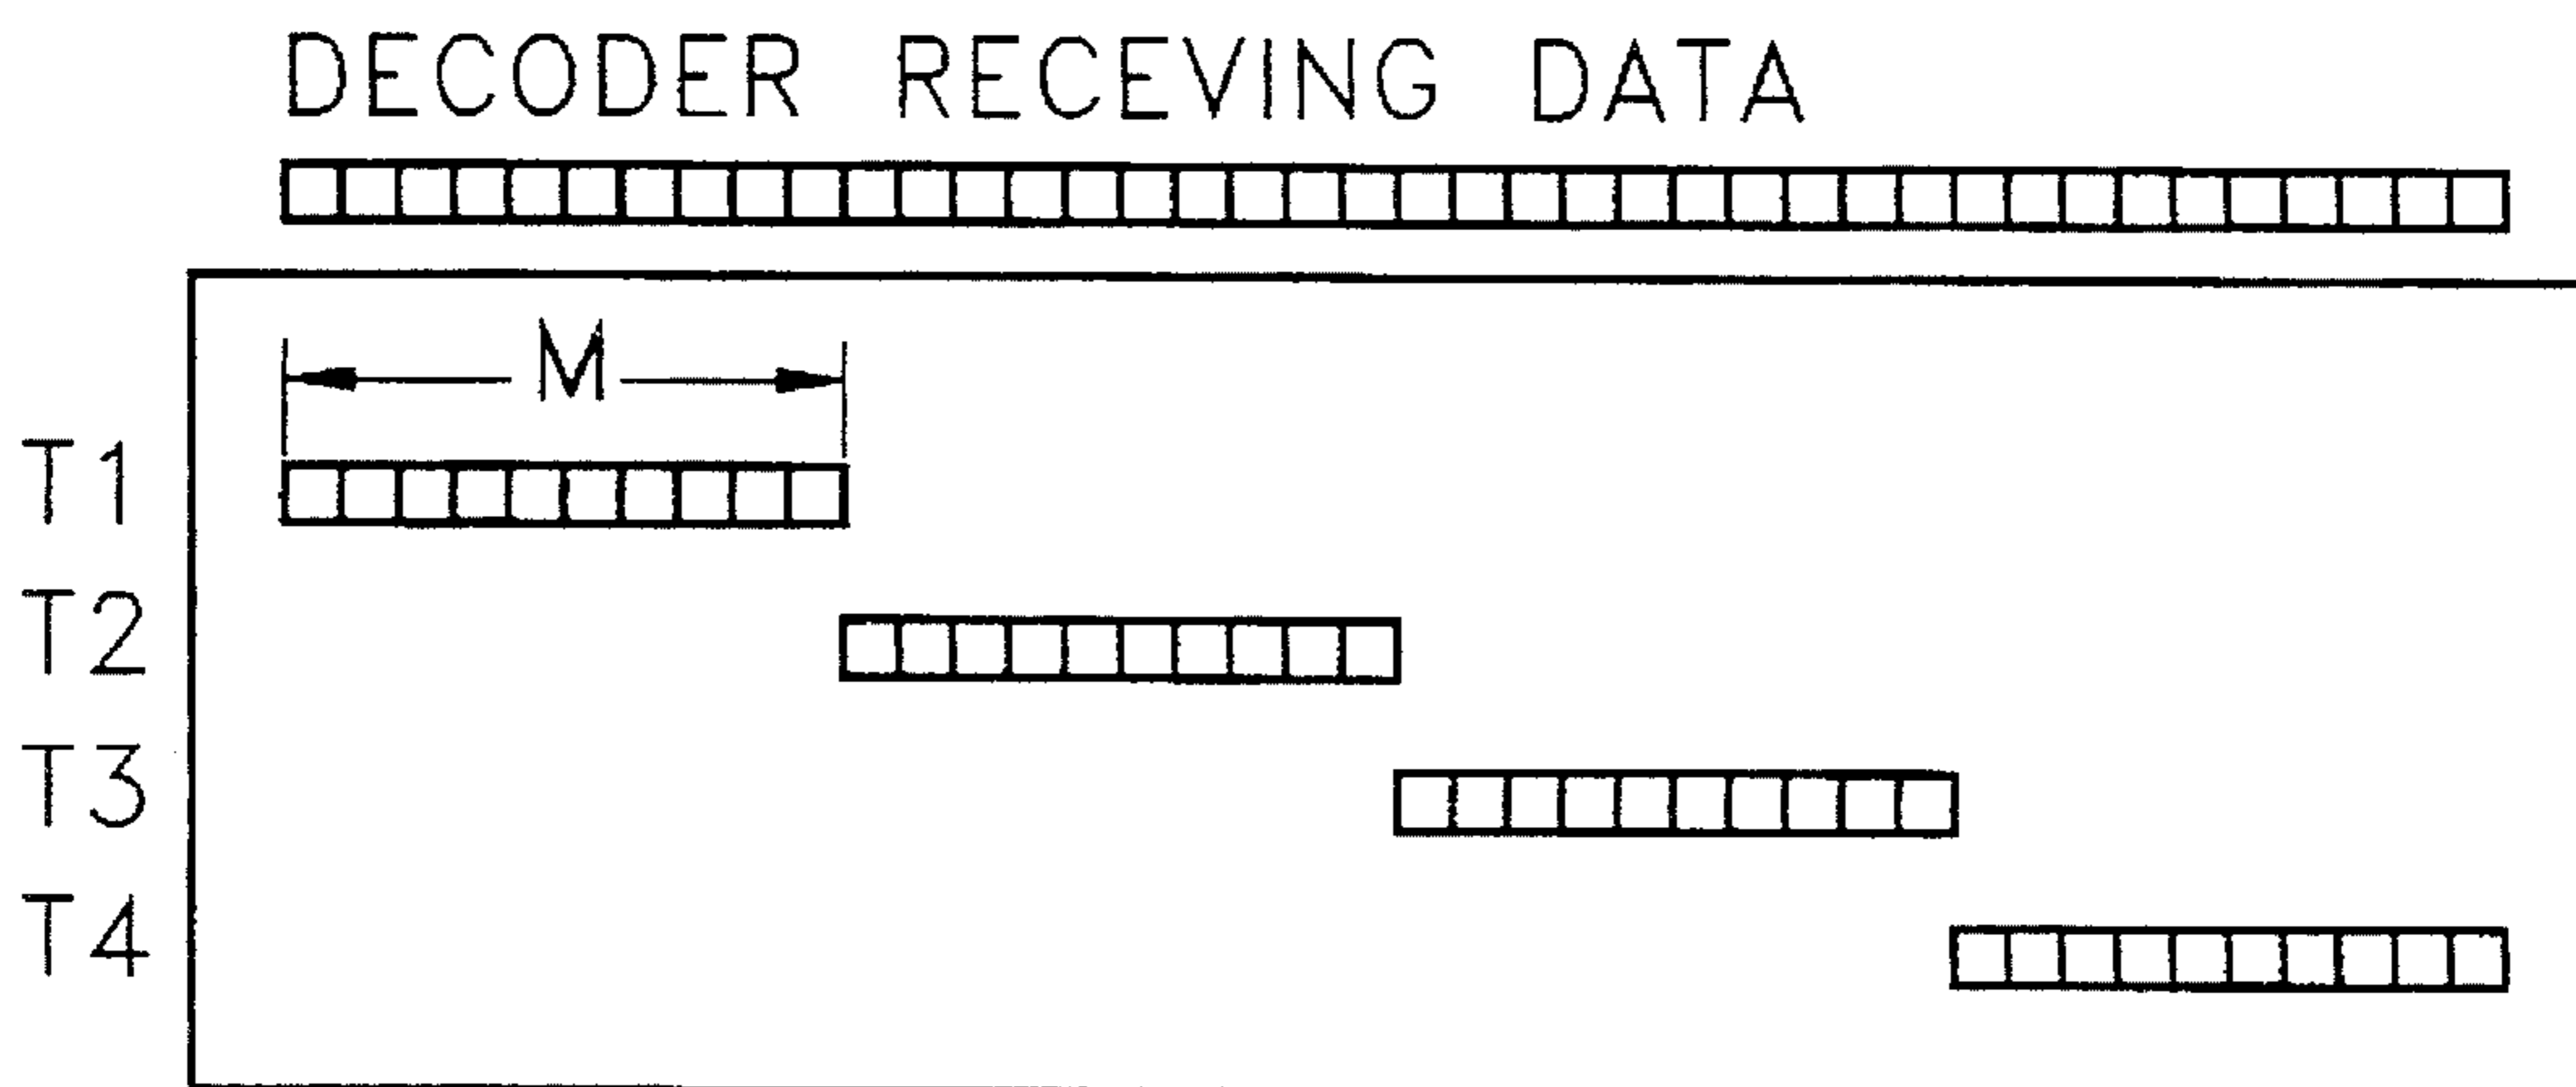 DECODER RECEVING DATA
M
T1
T2
T3
T4